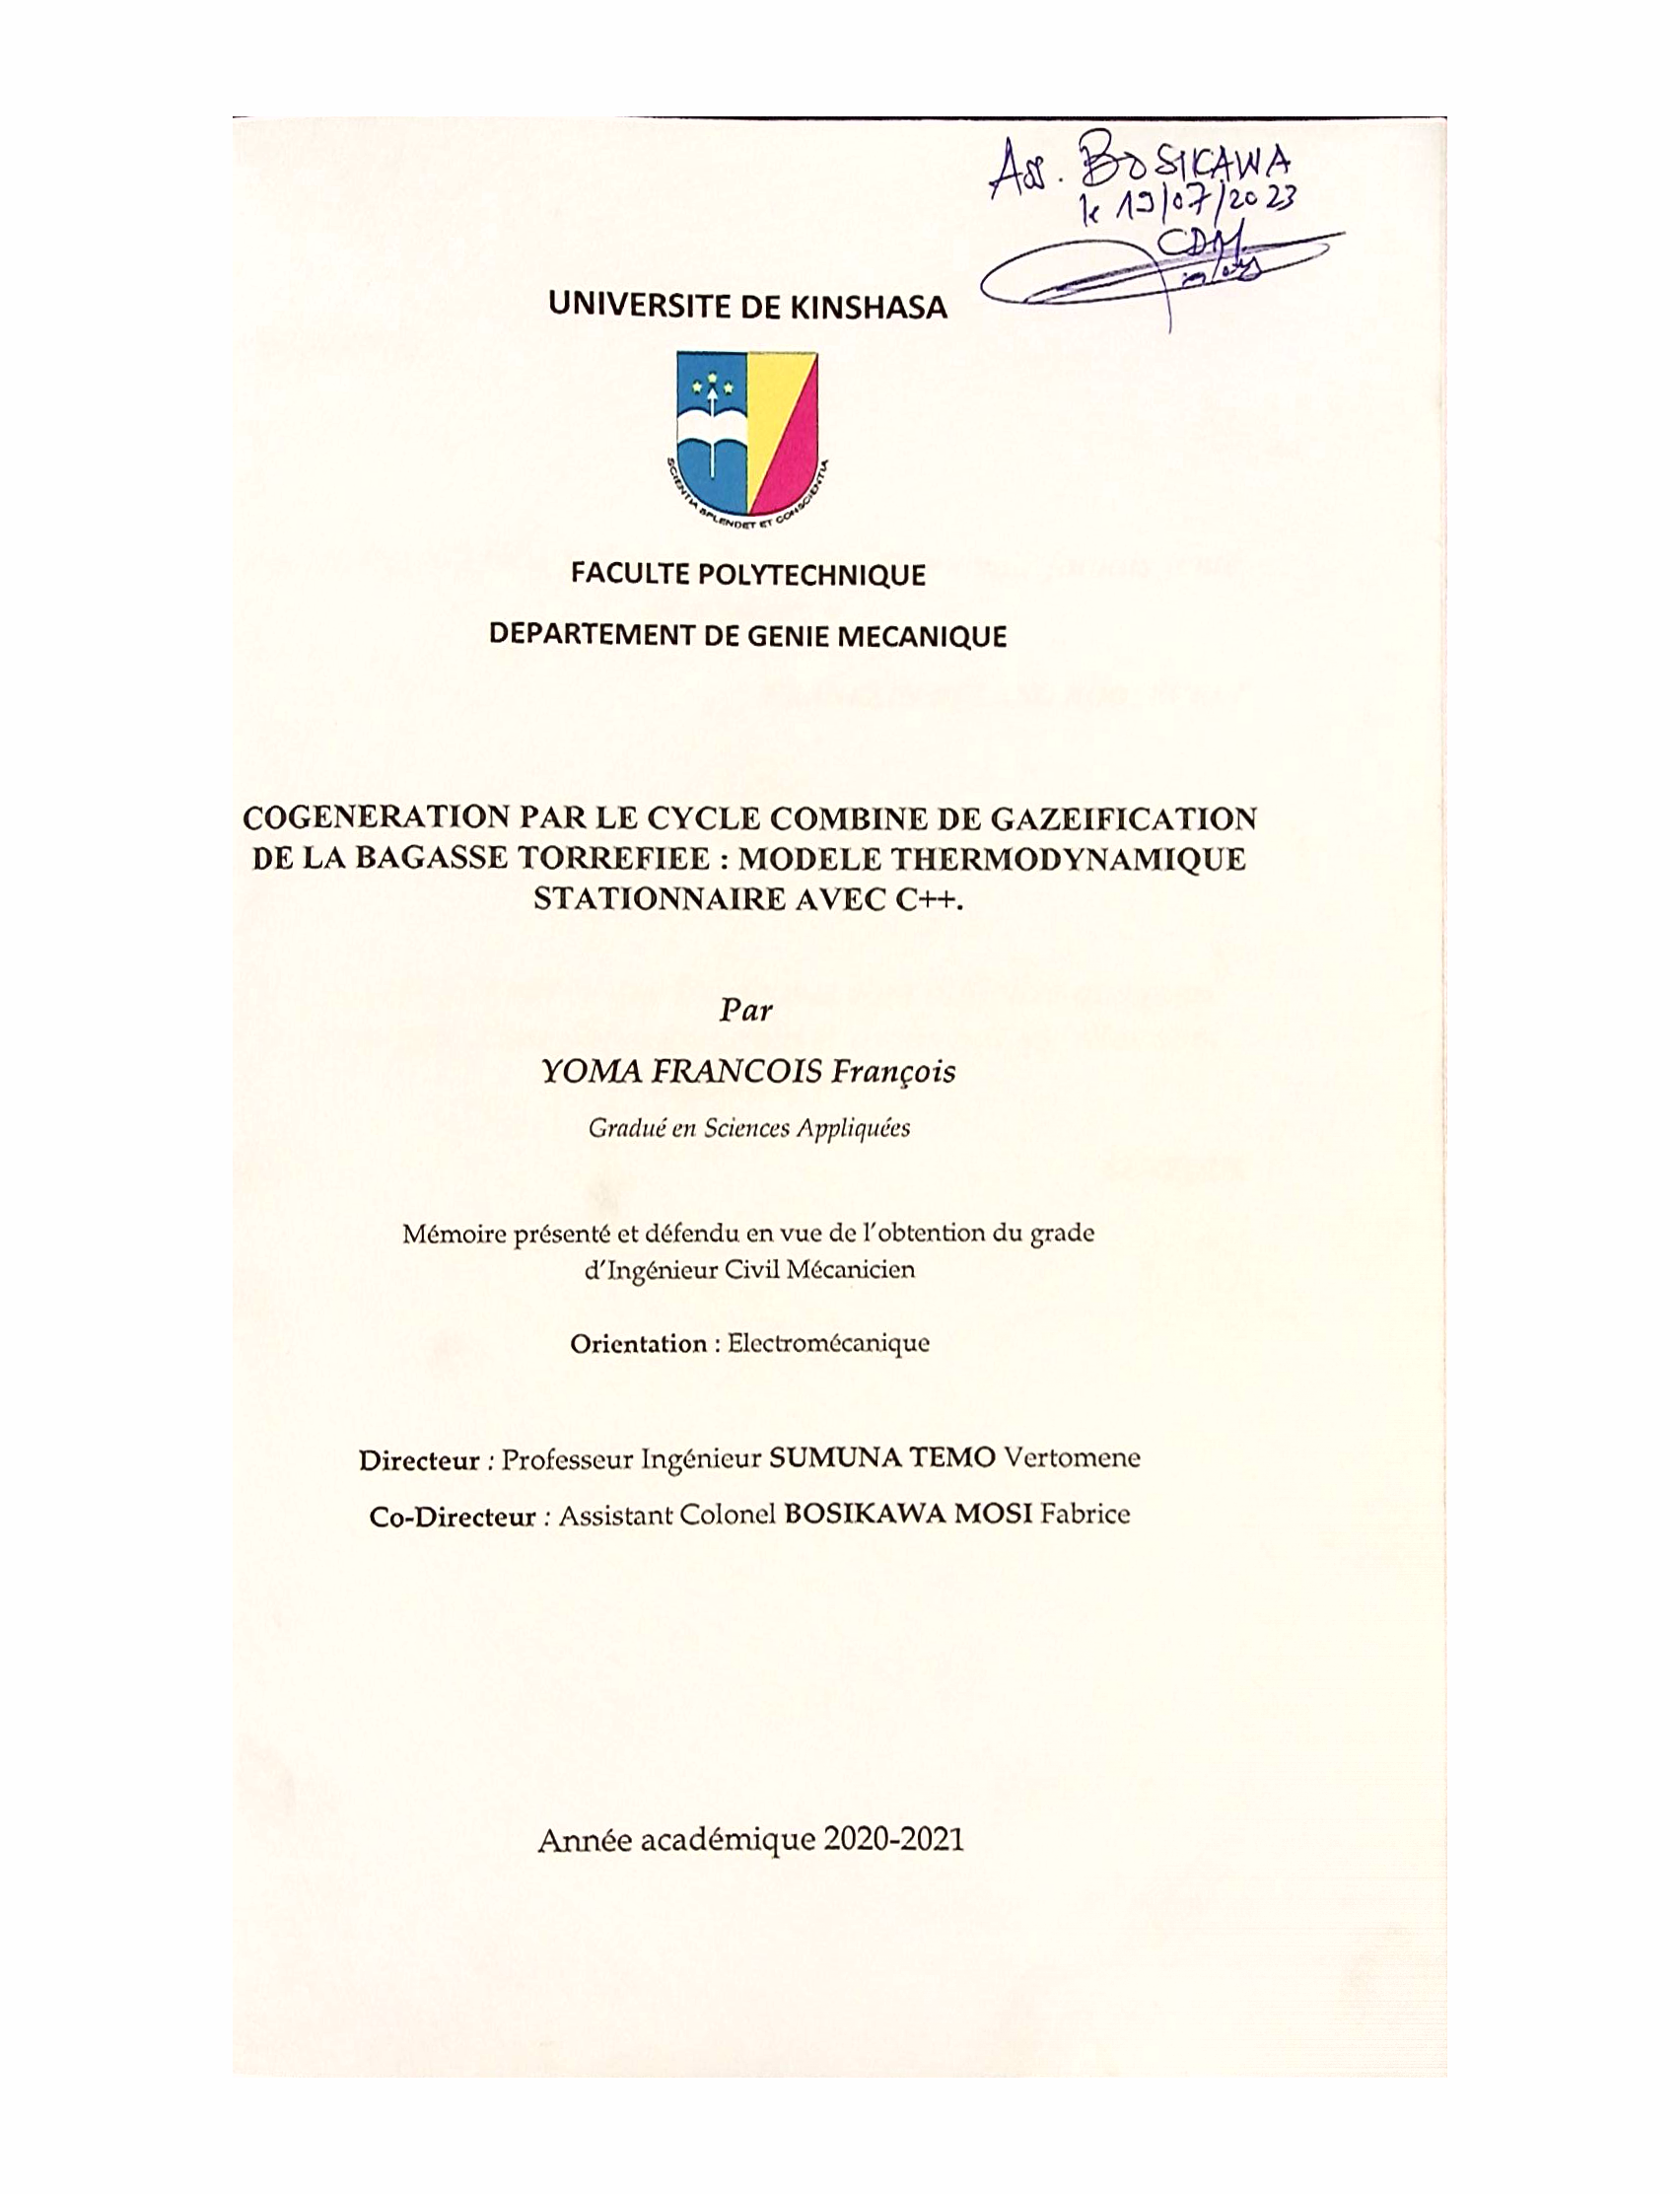 Ass. BOSIKAWA
le 19/07/2023
CDM
UNIVERSITE DE KINSHASA
SCIENTIA SPLENDET ET CONSCIENTIA
FACULTE POLYTECHNIQUE
DEPARTEMENT DE GENIE MECANIQUE
COGENERATION PAR LE CYCLE COMBINE DE GAZEIFICATION
DE LA BAGASSE TORREFIEE : MODELE THERMODYNAMIQUE
STATIONNAIRE AVEC C++.
Par
YOMA FRANCOIS François
Gradué en Sciences Appliquées
Mémoire présenté et défendu en vue de l'obtention du grade
d'Ingénieur Civil Mécanicien
Orientation : Electromécanique
Directeur : Professeur Ingénieur SUMUNA TEMO Vertomene
Co-Directeur : Assistant Colonel BOSIKAWA MOSI Fabrice
Année académique 2020-2021